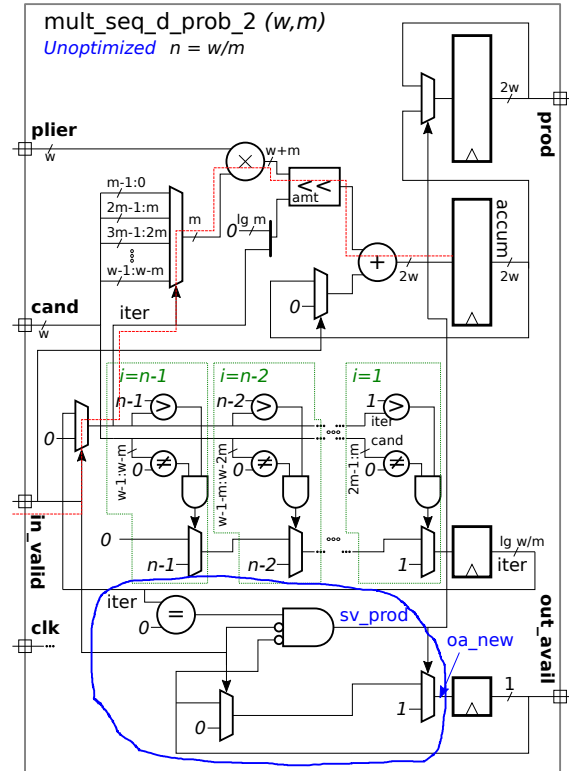 mult_seq_d_prob_2 (w,m)
Unoptimized n = w/m
2w
prod
plier
w
w+m
m-1:0
2m-1:m
3m-1:2m
w-1:w-m
m
<<
amt
0
lg m
accum
+
2w
2w
0
cand
w
iter
i=n-1
i=n-2
i=1
n-1
>
n-2
>
1
>
iter
cand
0
w-1:w-m
0
≠
w-1-m:w-2m
0
≠
2m-1:m
0
≠
in_valid
0
n-1
n-2
1
lg w/m
iter
iter
=
0
sv_prod
oa_new
out_avail
clk
0
1
1